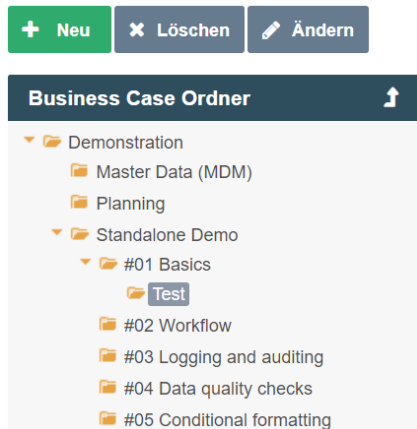 Neu Löschen Ändern
Business Case Ordner
Demonstration
Master Data (MDM)
Planning
Standalone Demo
#01 Basics
Test
#02 Workflow
#03 Logging and auditing
#04 Data quality checks
#05 Conditional formatting